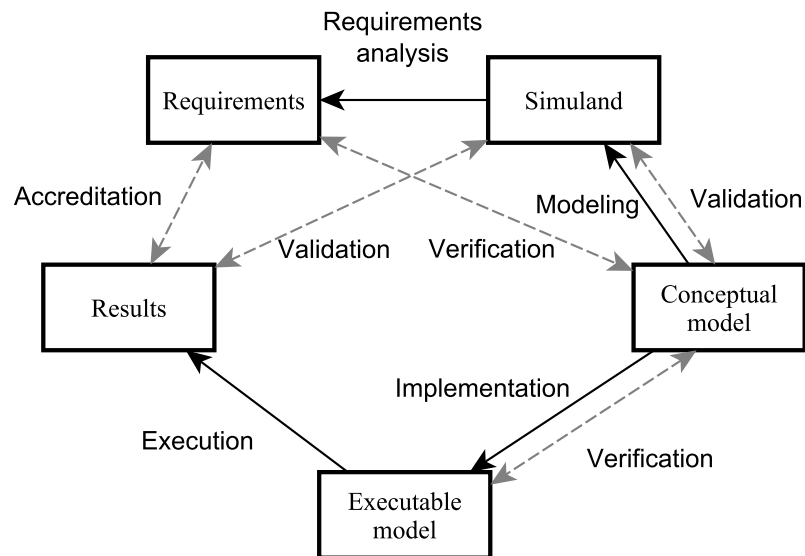 Requirements
analysis
Requirements
Simuland
Accreditation
Modeling
Validation
Validation
Verification
Results
Conceptual
model
Implementation
Execution
Verification
Executable
model